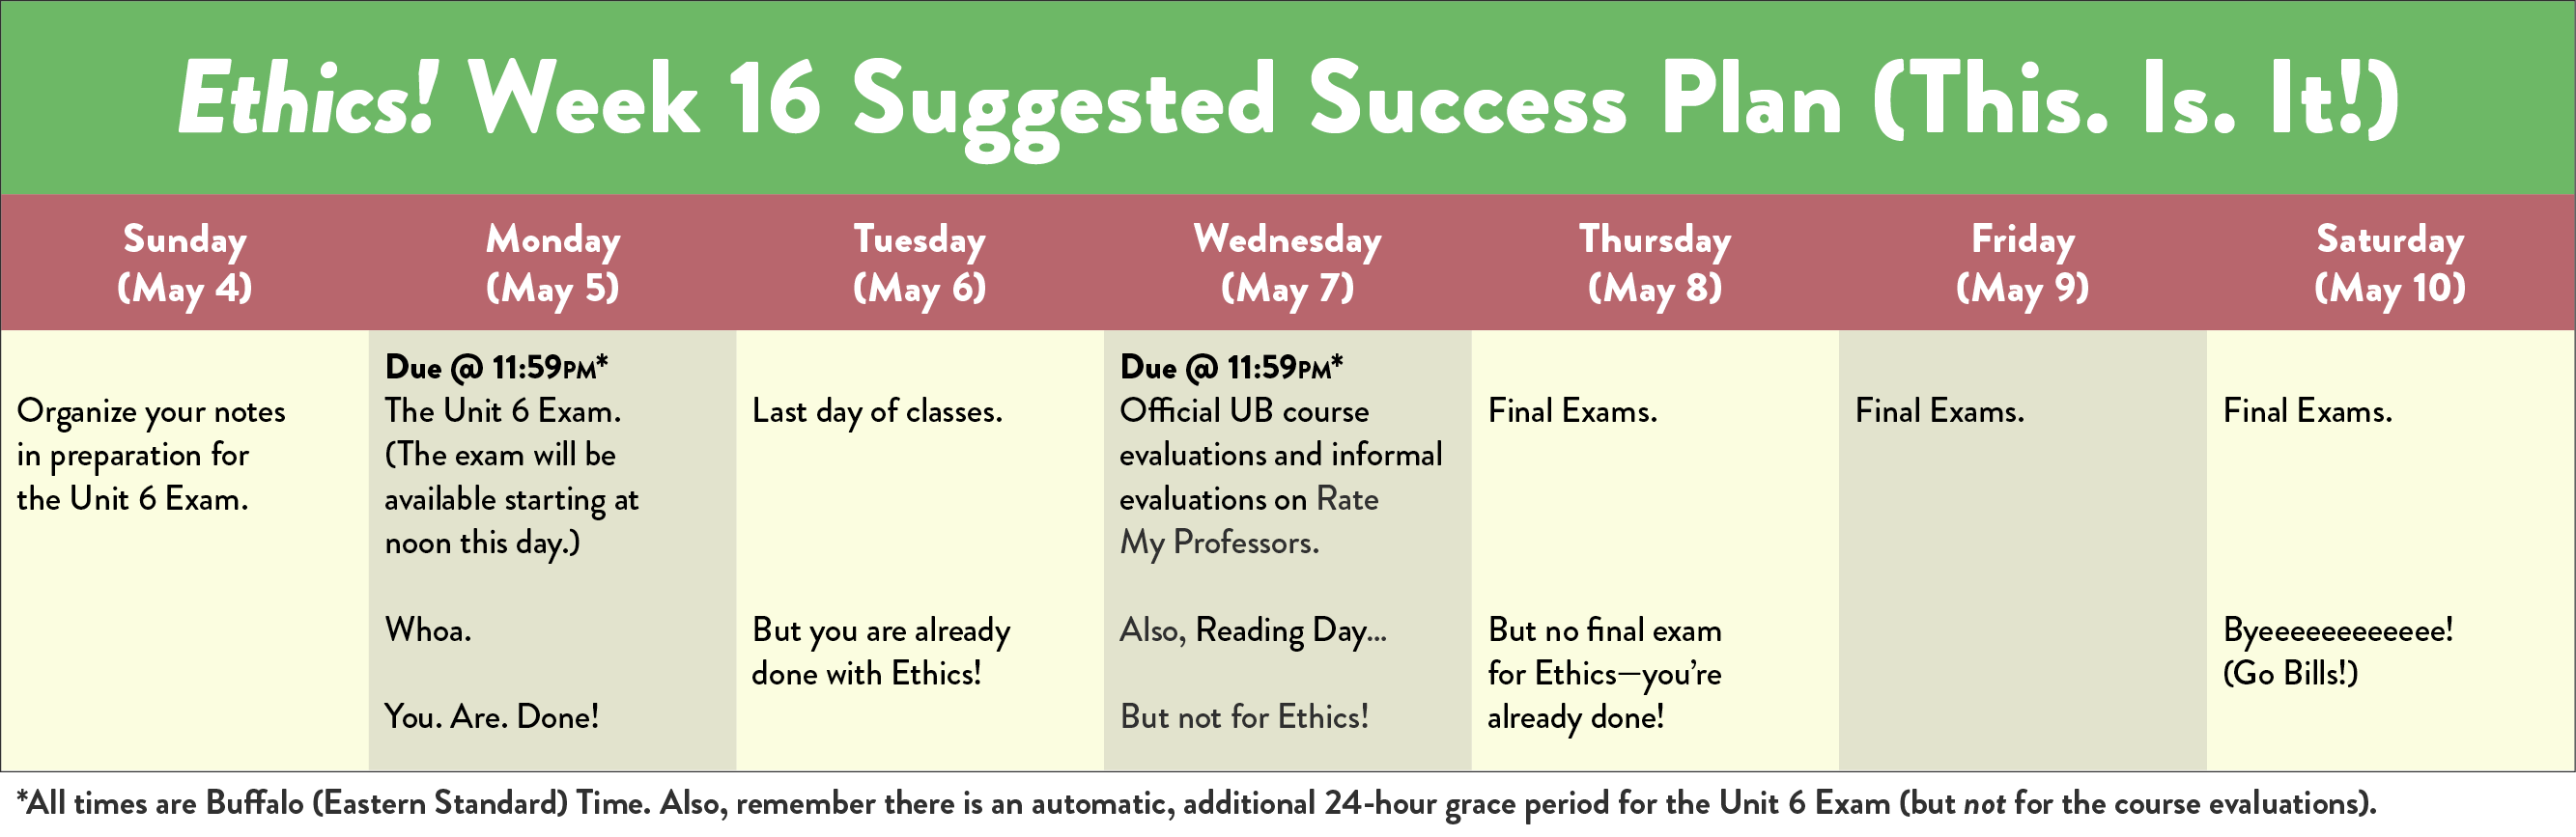 Ethics! Week 16 Suggested Success Plan (This. Is. It!)
Sunday
(May 4)
Monday
(May 5)
Tuesday
(May 6)
Wednesday
(May 7)
Thursday
(May 8)
Friday
(May 9)
Saturday
(May 10)
Organize your notes
in preparation for
the Unit 6 Exam.
Due @ 11:59PM*
The Unit 6 Exam.
(The exam will be
available starting at
noon this day.)
Whoa.
You. Are. Done!
Last day of classes.
But you are already
done with Ethics!
Due @ 11:59PM*
Official UB course
evaluations and informal
evaluations on Rate
My Professors.
Also, Reading Day...
But not for Ethics!
Final Exams.
But no final exam
for Ethics—you’re
already done!
Final Exams.
Final Exams.
Byeeeeeeeeeeee!
(Go Bills!)
*All times are Buffalo (Eastern Standard) Time. Also, remember there is an automatic, additional 24-hour grace period for the Unit 6 Exam (but not for the course evaluations).